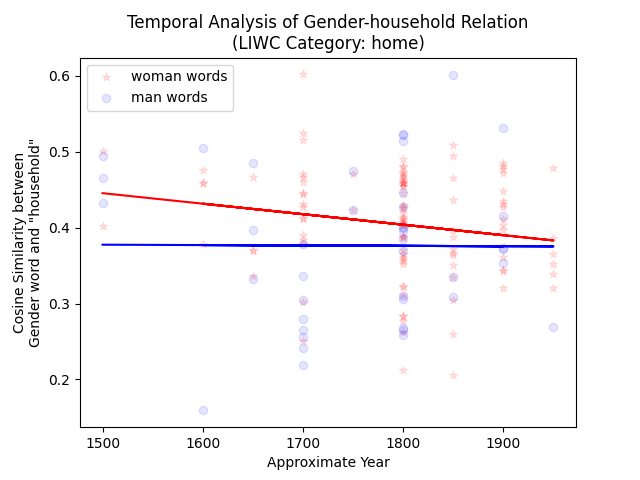 Temporal Analysis of Gender-household Relation
(LIWC Category: home)
woman words
man words
0.6
0.5
0.4
0.3
0.2
Cosine Similarity between
Gender word and "household"
1500 1600 1700 1800 1900
Approximate Year